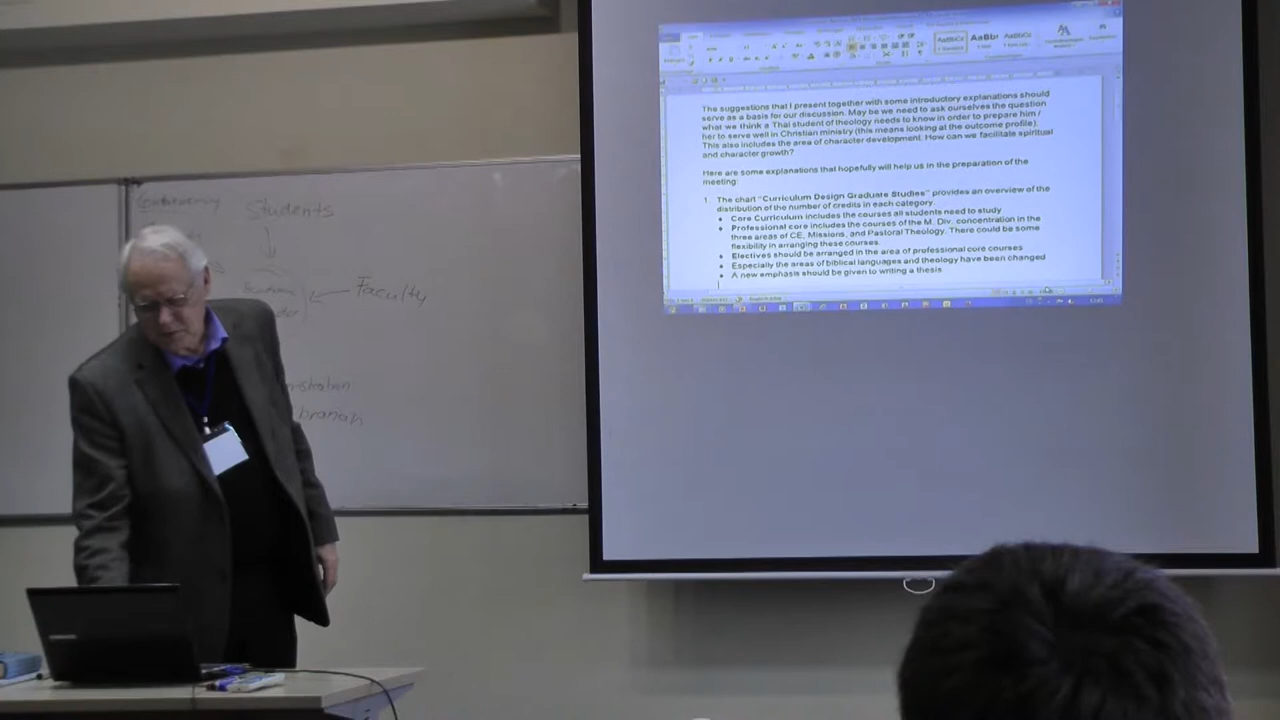 Students
Faculty
AaBbCc AaBb AaBbCc
The suggestions that I present together with some introductory explanations should
serve as a basis for our discussion. May be we need to ask ourselves the question
what we think a Thai student of theology needs to know in order to prepare him /
her to serve well in Christian ministry (this means looking at the outcome profile).
This also includes the area of character development. How can we facilitate spiritual
and character growth?
Here are some explanations that hopefully will help us in the preparation of the
meeting:
1. The chart "Curriculum Design Graduate Studies" provides an overview of the
distribution of the number of credits in each category.
• Core Curriculum includes the courses all students need to study
• Professional core includes the courses of the M. Div. concentration in the
three areas of CE, Missions, and Pastoral Theology. There could be some
flexibility in arranging these courses.
• Electives should be arranged in the area of professional core courses
• Especially the areas of biblical languages and theology have been changed
• A new emphasis should be given to writing a thesis